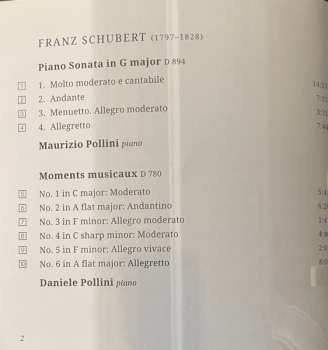 FRANZ SCHUBERT (1797–1828)
Piano Sonata in G major D 894
1 1. Molto moderato e cantabile
2 2. Andante 7:
3 3. Menuetto. Allegro moderato
4 4. Allegretto
Maurizio Pollini piano
Moments musicaux D 780
5 No. 1 in C major: Moderato
6 No. 2 in A flat major: Andantino
7 No. 3 in F minor: Allegro moderato
8 No. 4 in C sharp minor: Moderato
9 No. 5 in F minor: Allegro vivace
10 No. 6 in A flat major: Allegretto
Daniele Pollini piano
2